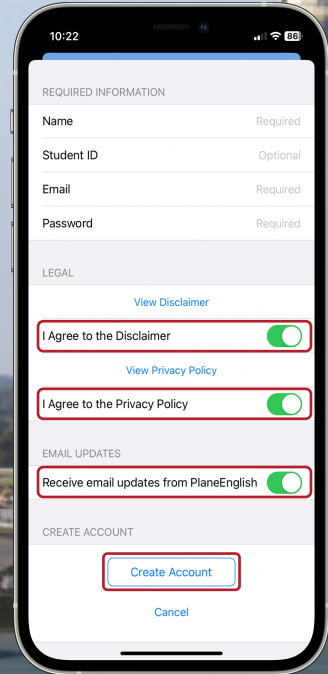 10:22
86
REQUIRED INFORMATION
Name Required
Student ID Optional
Email Required
Password Required
LEGAL
View Disclaimer
I Agree to the Disclaimer
View Privacy Policy
I Agree to the Privacy Policy
EMAIL UPDATES
Receive email updates from PlaneEnglish
CREATE ACCOUNT
Create Account
Cancel